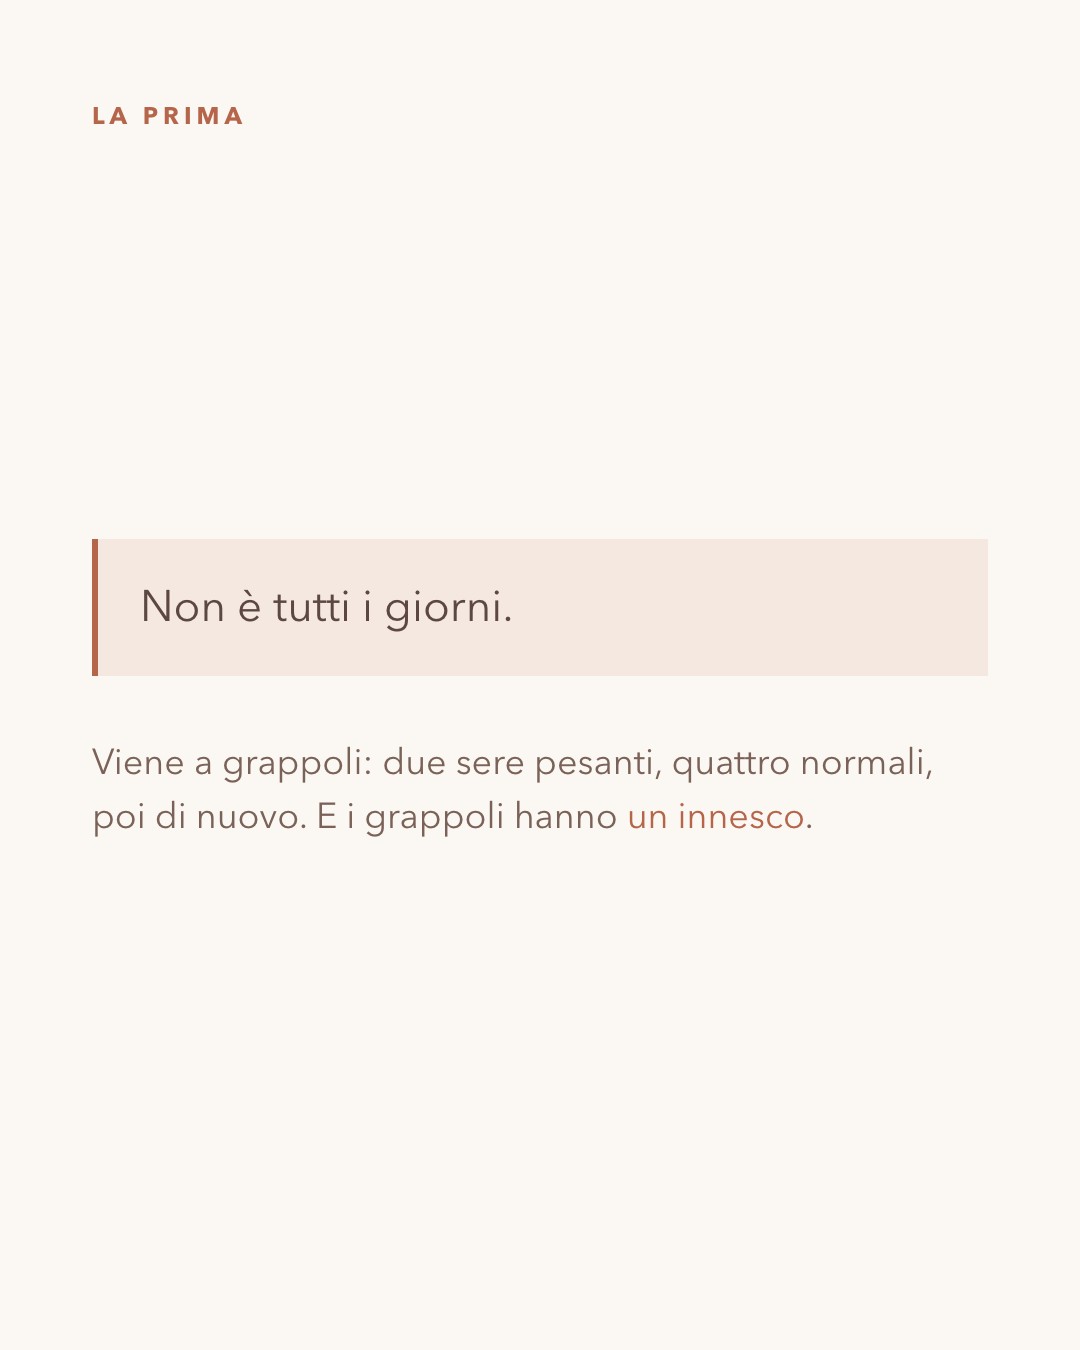 LA PRIMA
Non è tutti i giorni.
Viene a grappoli: due sere pesanti, quattro normali,
poi di nuovo. E i grappoli hanno un innesco.